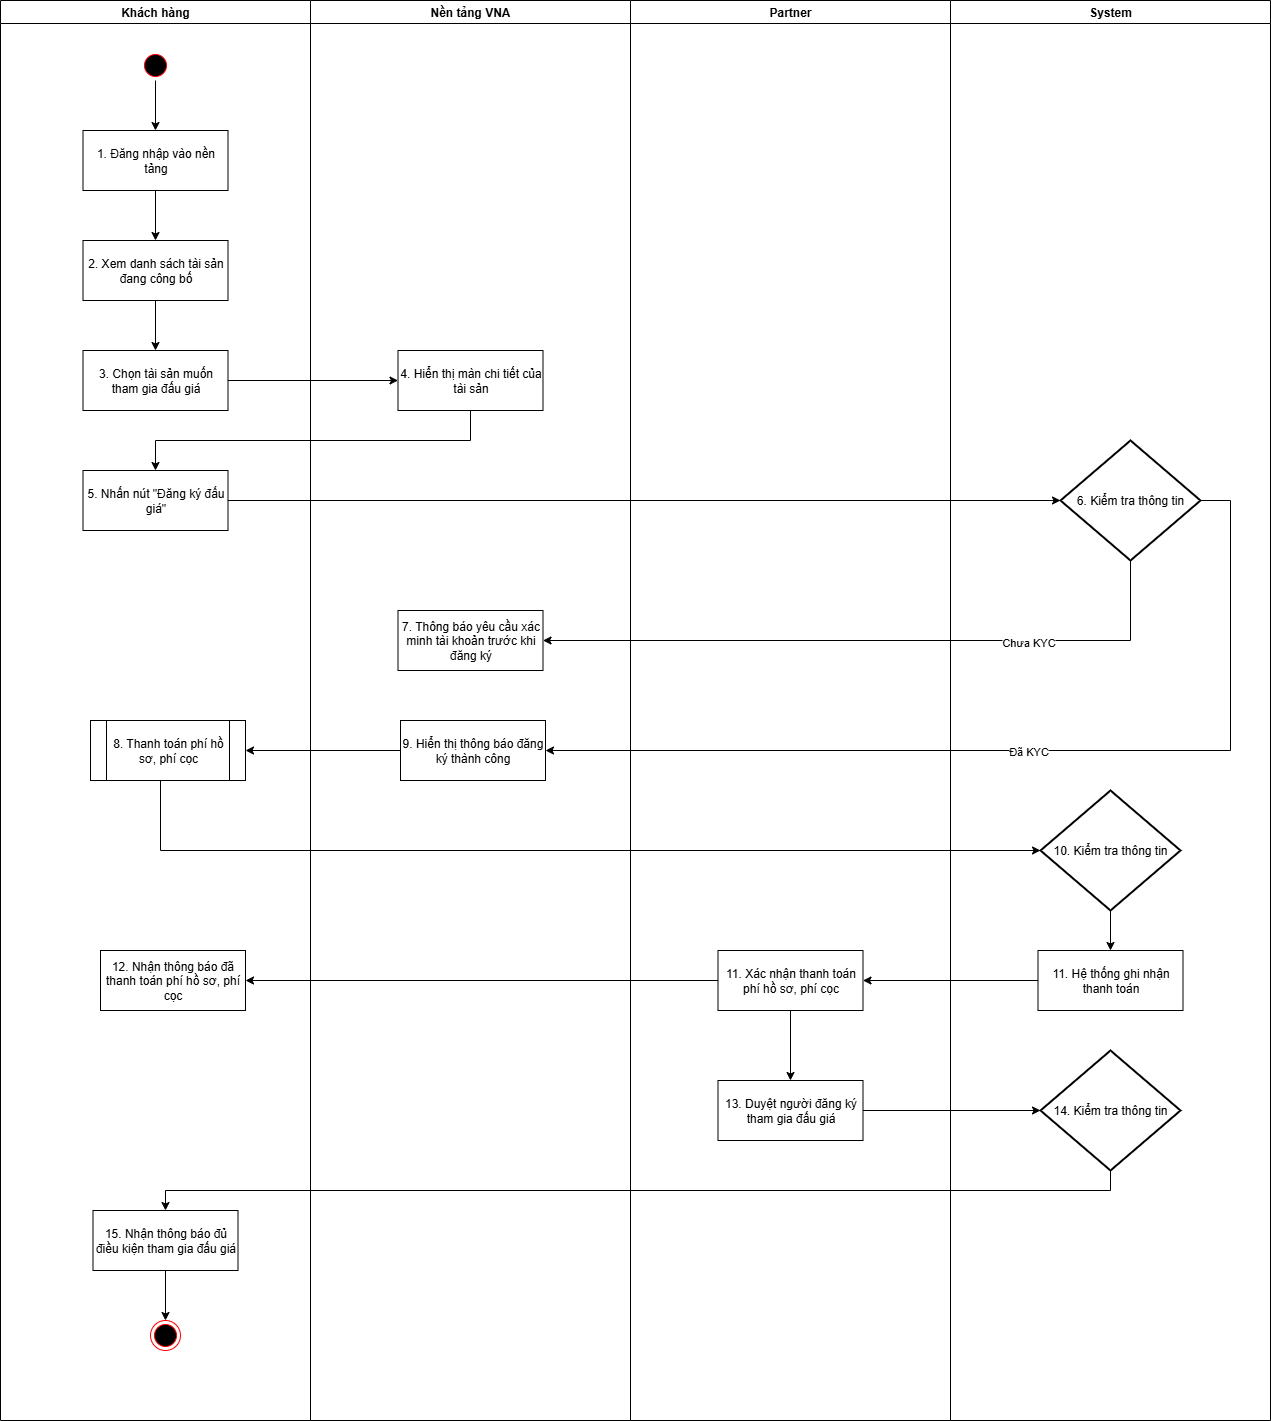 Khách hàng
Nền tảng VNA
Partner
System
1. Đăng nhập vào nền
tảng
2. Xem danh sách tài sản
đang công bố
3. Chọn tài sản muốn
tham gia đấu giá
4. Hiển thị màn chi tiết của
tài sản
5. Nhấn nút "Đăng ký đấu
giá"
6. Kiểm tra thông tin
7. Thông báo yêu cầu xác
minh tài khoản trước khi
đăng ký
Chưa KYC
8. Thanh toán phí hồ
sơ, phí cọc
9. Hiển thị thông báo đăng
ký thành công
Đã KYC
10. Kiểm tra thông tin
12. Nhận thông báo đã
thanh toán phí hồ sơ, phí
cọc
11. Xác nhận thanh toán
phí hồ sơ, phí cọc
11. Hệ thống ghi nhận
thanh toán
13. Duyệt người đăng ký
tham gia đấu giá
14. Kiểm tra thông tin
15. Nhận thông báo đủ
điều kiện tham gia đấu giá